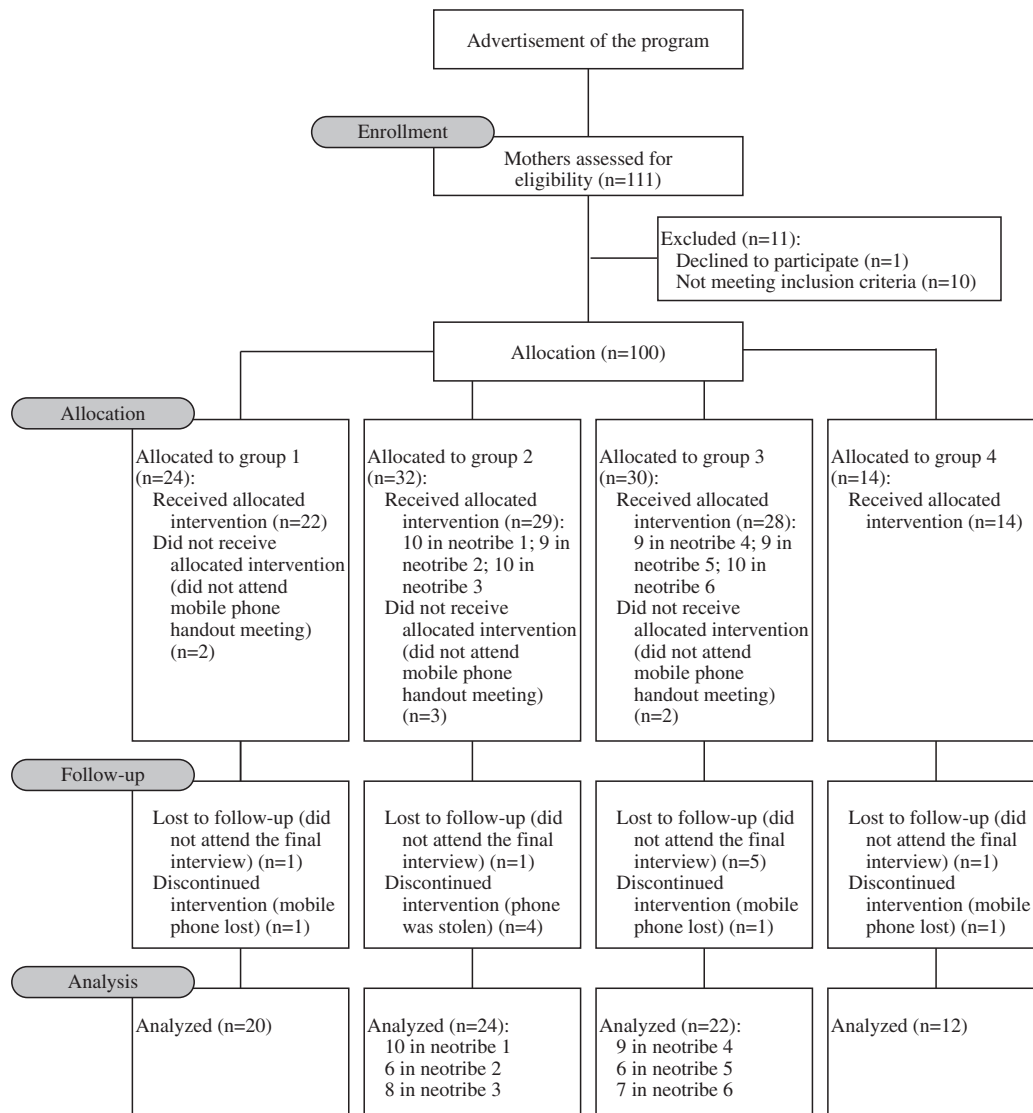 Advertisement of the program
Enrollment
Mothers assessed for
eligibility (n=111)
Excluded (n=11):
Declined to participate (n=1)
Not meeting inclusion criteria (n=10)
Allocation (n=100)
Allocation
Allocated to group 1
(n=24):
Received allocated
intervention (n=22)
Did not receive
allocated intervention
(did not attend
mobile phone
handout meeting)
(n=2)
Allocated to group 2
(n=32):
Received allocated
intervention (n=29):
10 in neotribe 1; 9 in
neotribe 2; 10 in
neotribe 3
Did not receive
allocated intervention
(did not attend
mobile phone
handout meeting)
(n=3)
Allocated to group 3
(n=30):
Received allocated
intervention (n=28):
9 in neotribe 4; 9 in
neotribe 5; 10 in
neotribe 6
Did not receive
allocated intervention
(did not attend
mobile phone
handout meeting)
(n=2)
Allocated to group 4
(n=14):
Received allocated
intervention (n=14)
Follow-up
Lost to follow-up (did
not attend the final
interview) (n=1)
Discontinued
intervention (mobile
phone lost) (n=1)
Lost to follow-up (did
not attend the final
interview) (n=1)
Discontinued
intervention (phone
was stolen) (n=4)
Lost to follow-up (did
not attend the final
interview) (n=5)
Discontinued
intervention (mobile
phone lost) (n=1)
Lost to follow-up (did
not attend the final
interview) (n=1)
Discontinued
intervention (mobile
phone lost) (n=1)
Analysis
Analyzed (n=20)
Analyzed (n=24):
10 in neotribe 1
6 in neotribe 2
8 in neotribe 3
Analyzed (n=22):
9 in neotribe 4
6 in neotribe 5
7 in neotribe 6
Analyzed (n=12)